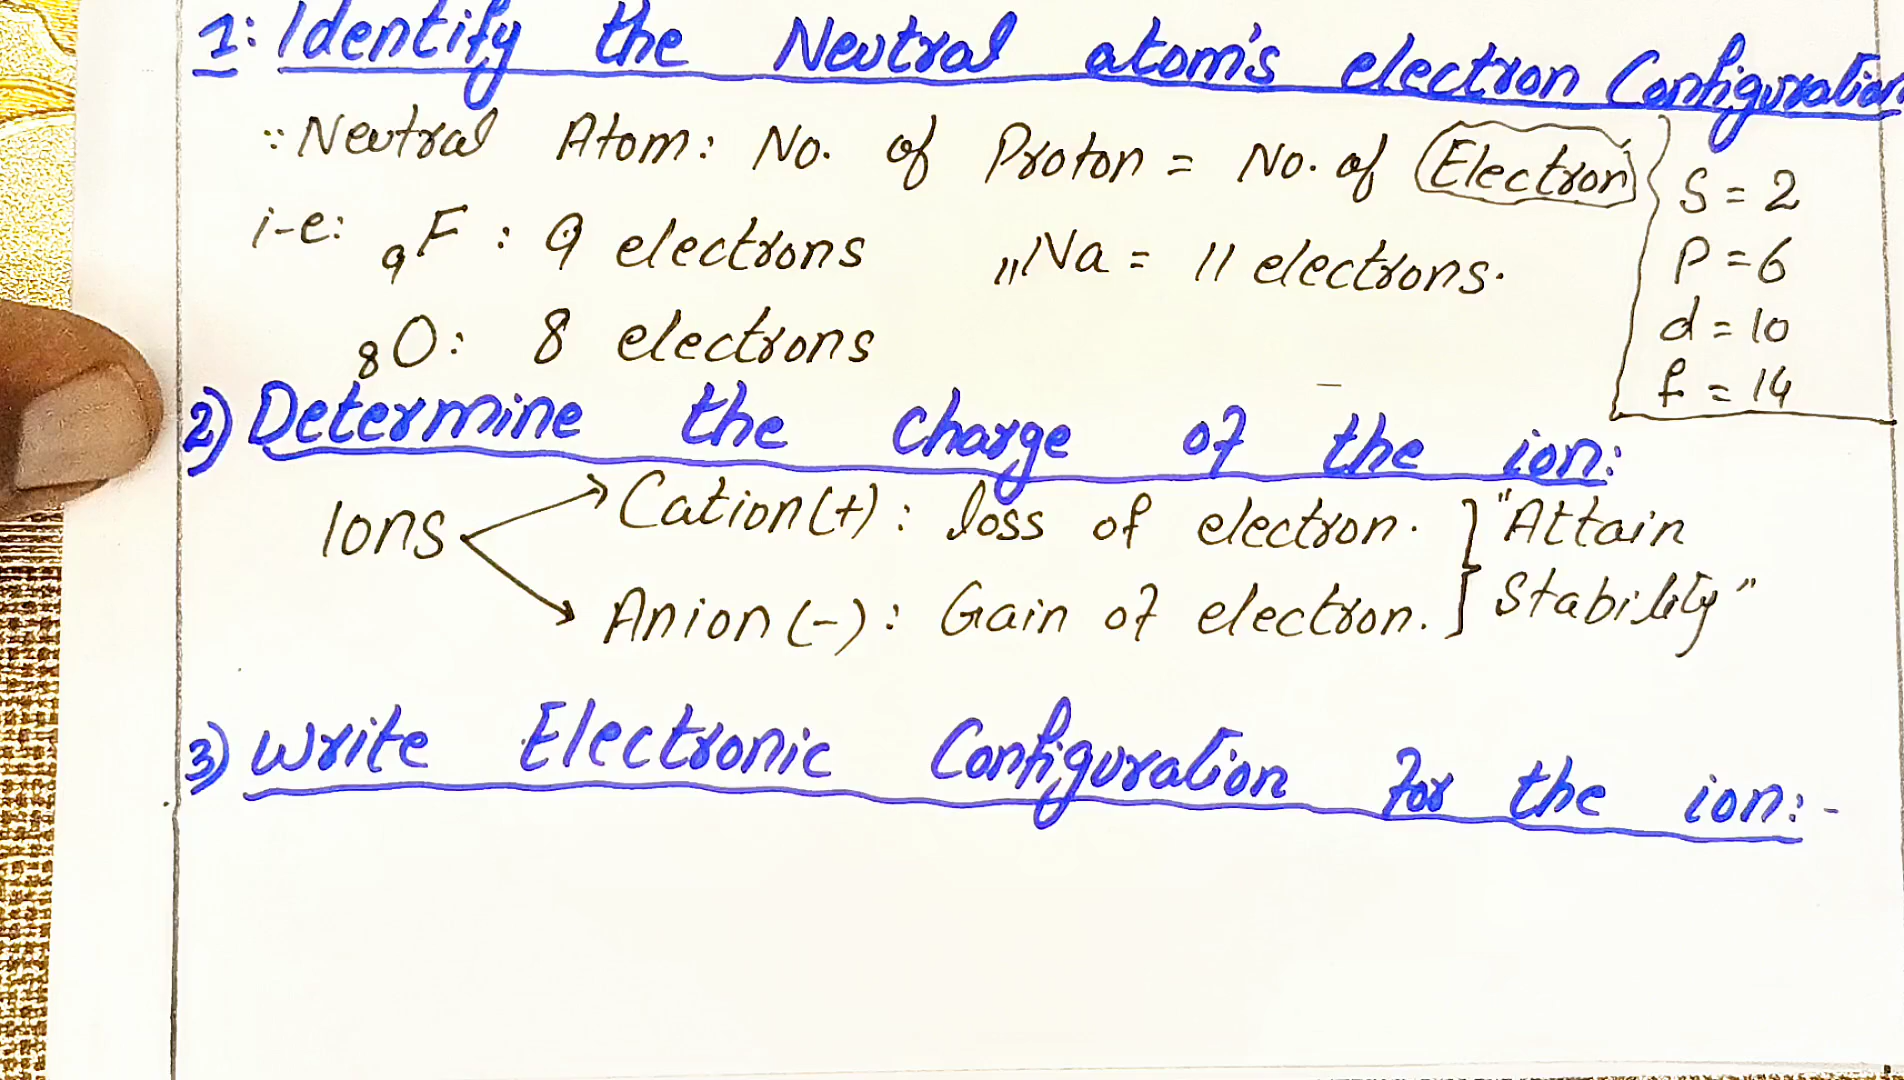 1: Identify the Neutral atom's electron Configuration
∵ Neutral Atom: No. of Proton = No. of Electron
S = 2
i-e: ₉F : 9 electrons ₁₁Na = 11 electrons.
P = 6
₈O: 8 electrons
d = 10
f = 14
2) Determine the charge of the ion:
Ions → Cation (+) : loss of electron. } "Attain
→ Anion (-) : Gain of electron. } Stability"
3) Write Electronic Configuration for the ion:-